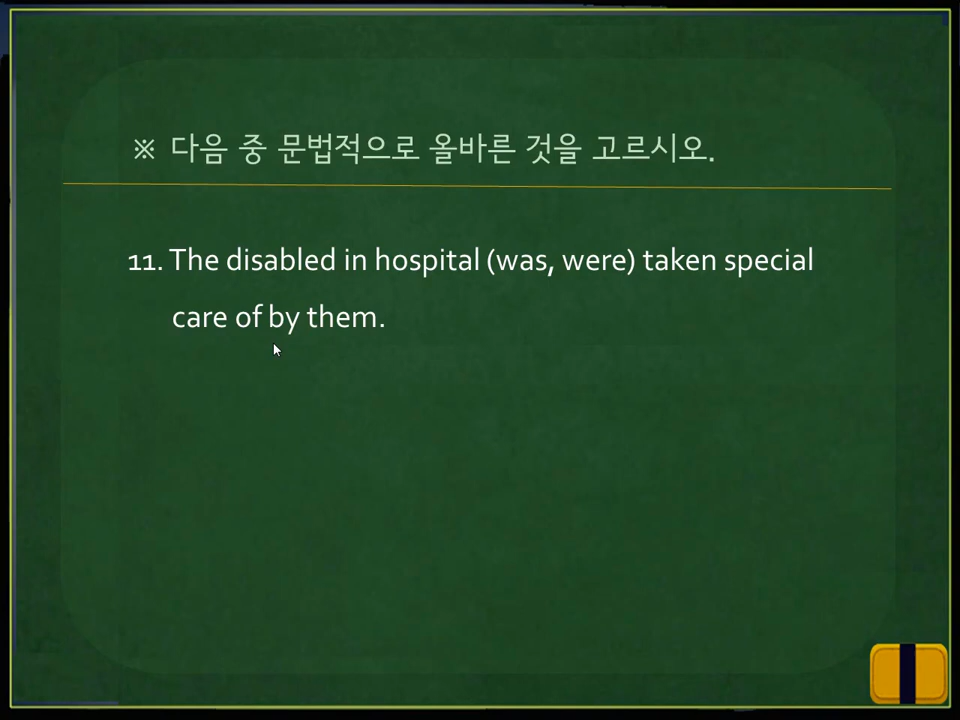 ※ 다음 중 문법적으로 올바른 것을 고르시오.
11. The disabled in hospital (was, were) taken special
care of by them.